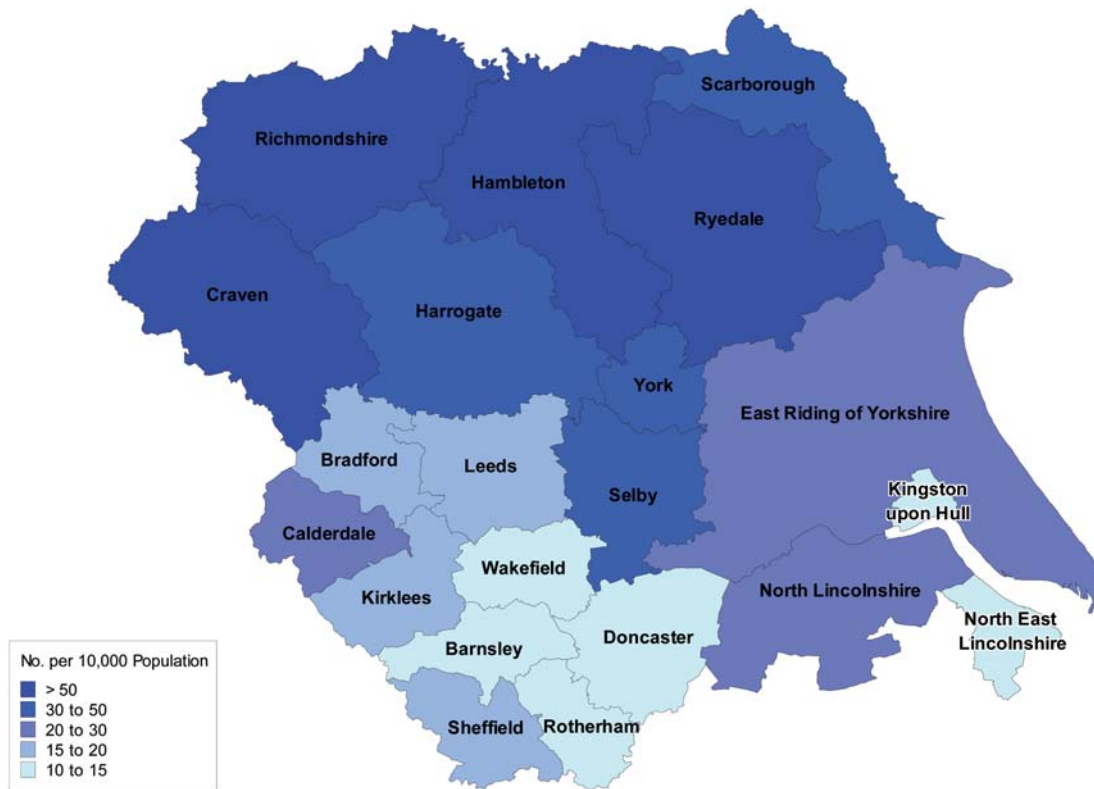 Scarborough
Richmondshire
Hambleton
Ryedale
Craven
Harrogate
York
East Riding of Yorkshire
Bradford
Leeds
Selby
Kingston
upon Hull
Calderdale
Wakefield
Kirklees
North Lincolnshire
Doncaster
North East
Lincolnshire
Barnsley
Sheffield
Rotherham
No. per 10,000 Population
> 50
30 to 50
20 to 30
15 to 20
10 to 15